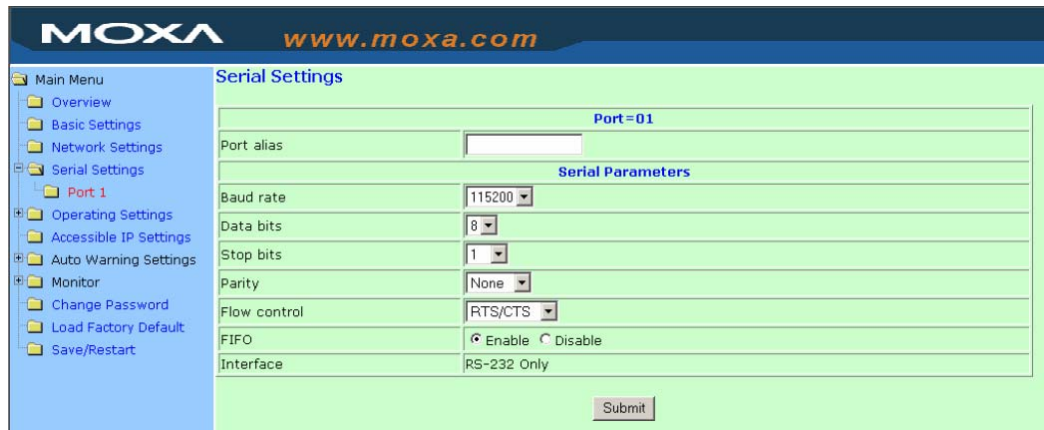 MOXA www.moxa.com
Main Menu
Overview
Basic Settings
Network Settings
Serial Settings
Port 1
Operating Settings
Accessible IP Settings
Auto Warning Settings
Monitor
Change Password
Load Factory Default
Save/Restart
Serial Settings
Port=01
Port alias
Serial Parameters
Baud rate 115200
Data bits 8
Stop bits 1
Parity None
Flow control RTS/CTS
FIFO Enable Disable
Interface RS-232 Only
Submit